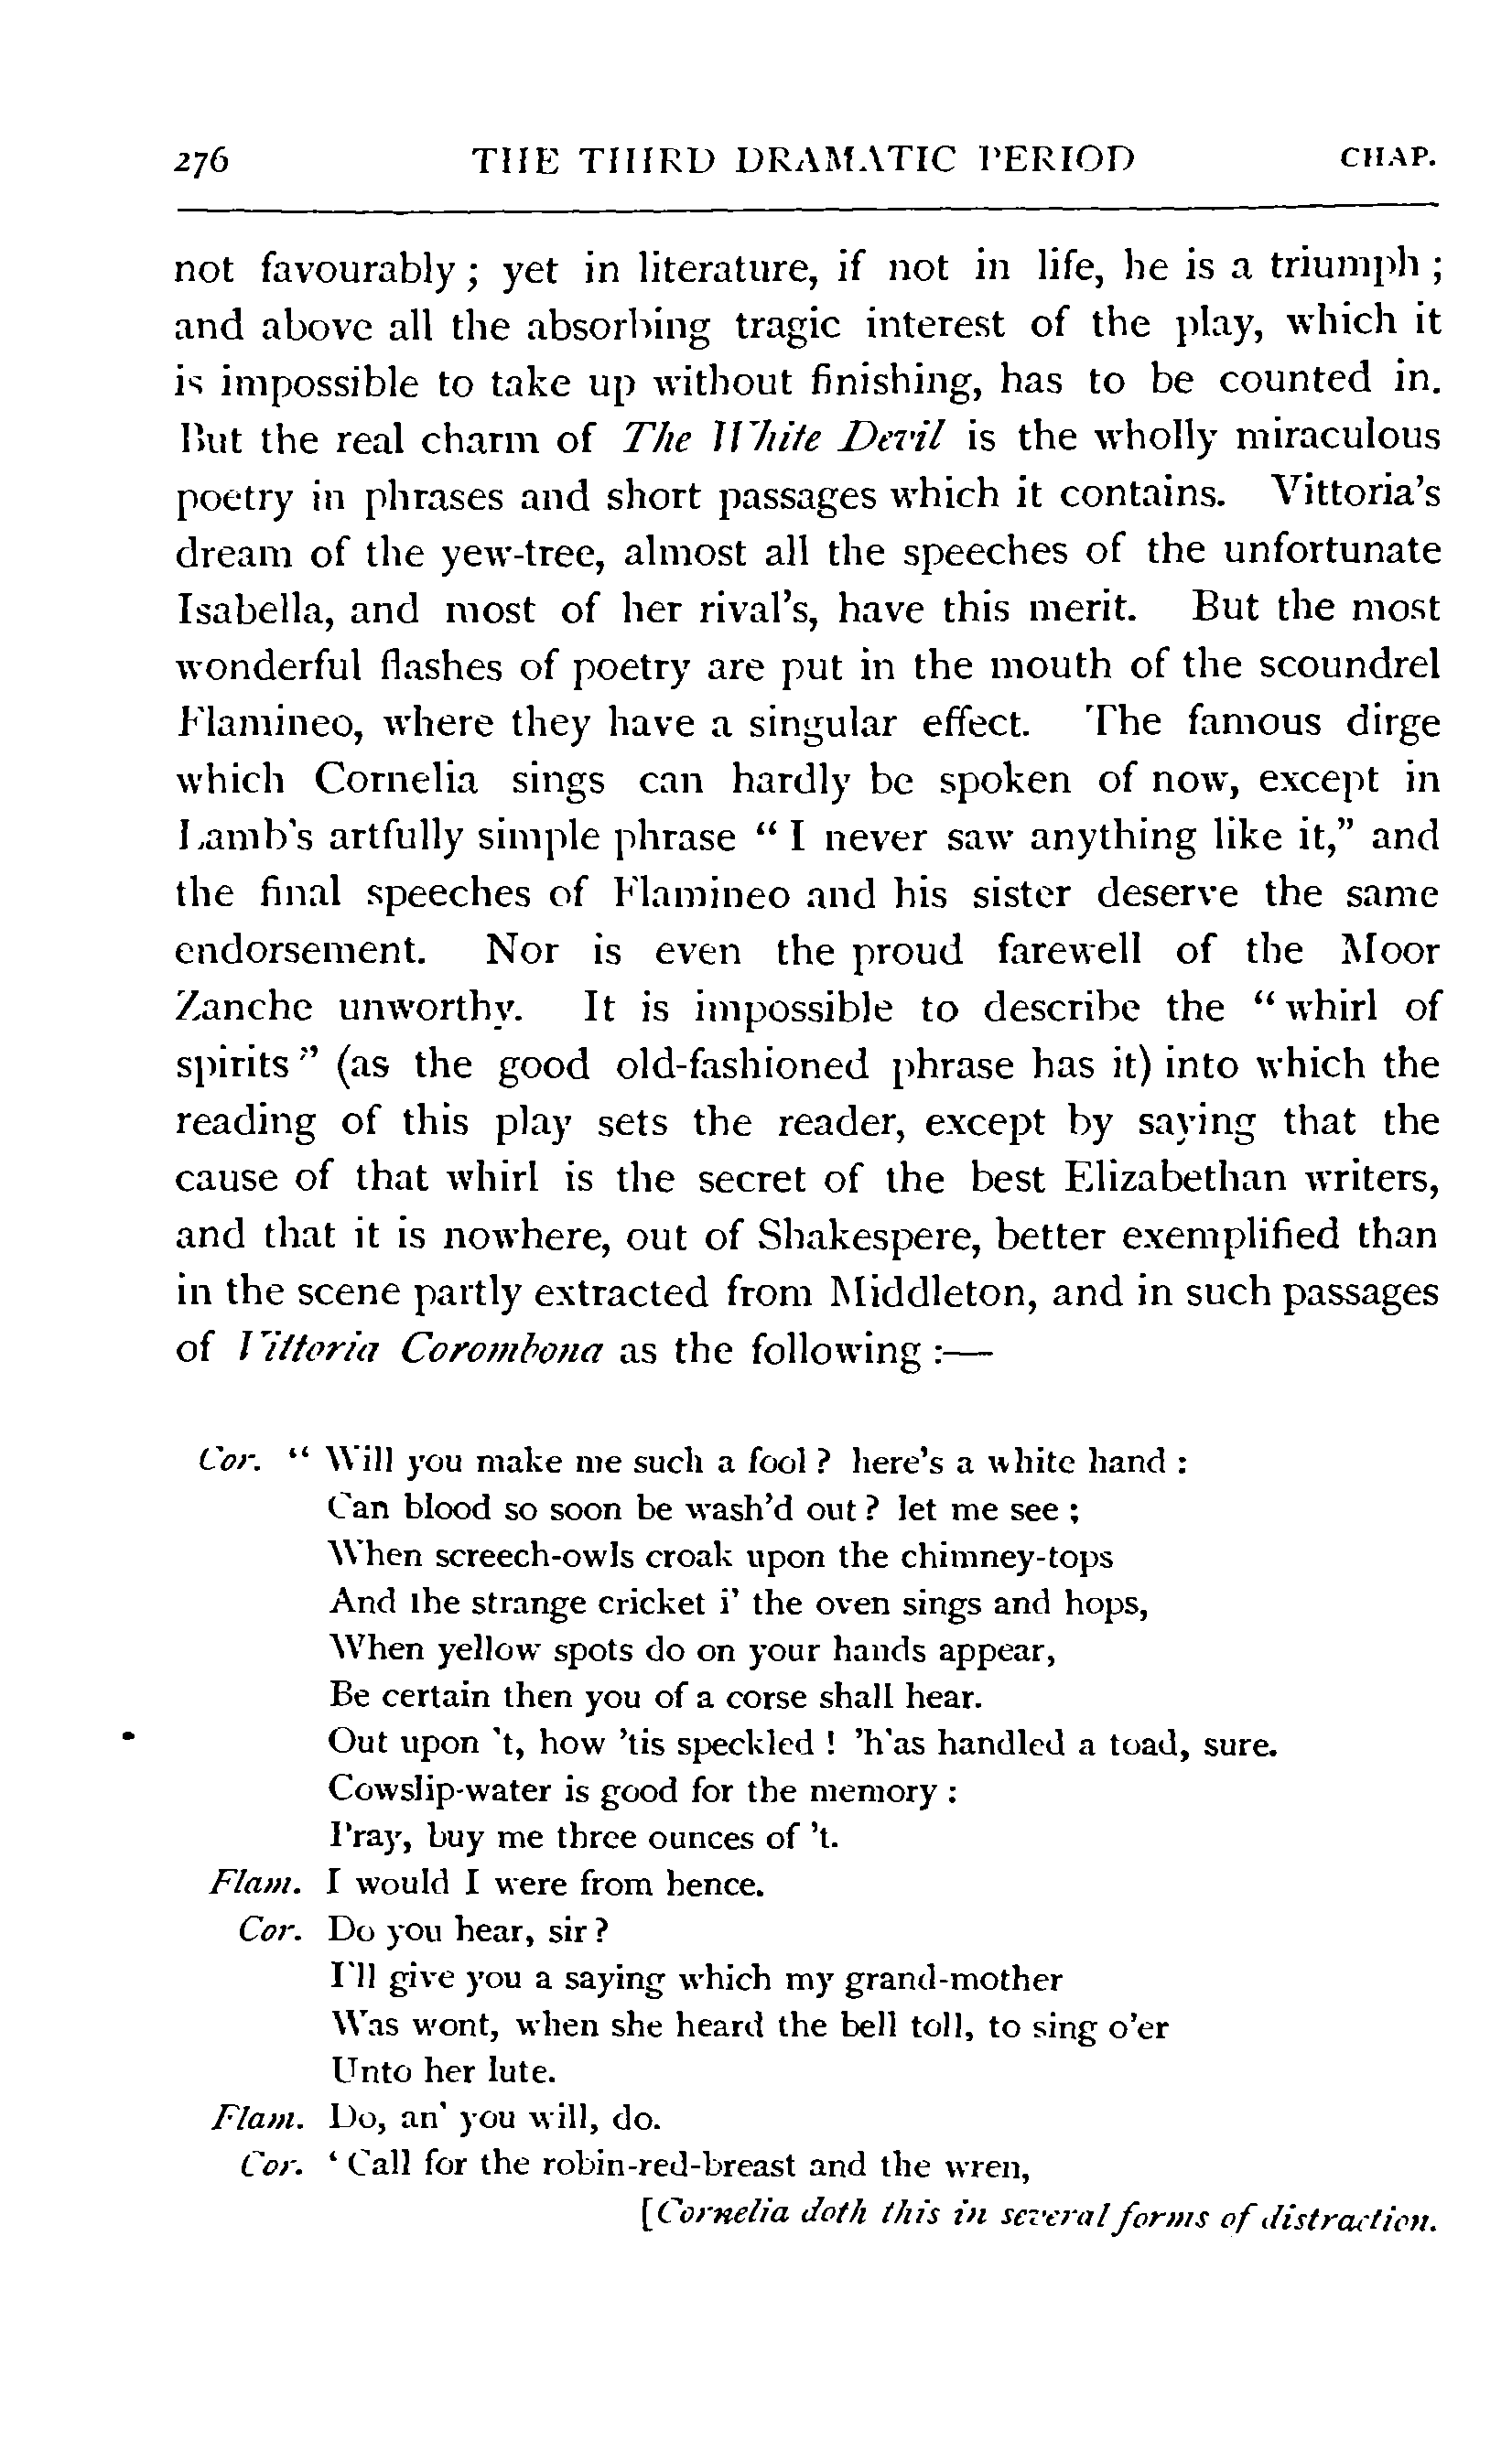 276 THE THIRD DRAMATIC PERIOD CHAP.
not favourably ; yet in literature, if not in life, he is a triumph ;
and above all the absorbing tragic interest of the play, which it
is impossible to take up without finishing, has to be counted in.
But the real charm of The White Devil is the wholly miraculous
poetry in phrases and short passages which it contains. Vittoria's
dream of the yew-tree, almost all the speeches of the unfortunate
Isabella, and most of her rival's, have this merit. But the most
wonderful flashes of poetry are put in the mouth of the scoundrel
Flamineo, where they have a singular effect. The famous dirge
which Cornelia sings can hardly be spoken of now, except in
Lamb's artfully simple phrase “ I never saw anything like it,” and
the final speeches of Flamineo and his sister deserve the same
endorsement. Nor is even the proud farewell of the Moor
Zanche unworthy. It is impossible to describe the “ whirl of
spirits ” (as the good old-fashioned phrase has it) into which the
reading of this play sets the reader, except by saying that the
cause of that whirl is the secret of the best Elizabethan writers,
and that it is nowhere, out of Shakespere, better exemplified than
in the scene partly extracted from Middleton, and in such passages
of Vittoria Corombona as the following :—
Cor. “ Will you make me such a fool ? here's a white hand :
Can blood so soon be wash'd out ? let me see ;
When screech-owls croak upon the chimney-tops
And the strange cricket i' the oven sings and hops,
When yellow spots do on your hands appear,
Be certain then you of a corse shall hear.
Out upon 't, how 'tis speckled ! 'h'as handled a toad, sure.
Cowslip-water is good for the memory :
Pray, buy me three ounces of 't.
Flam. I would I were from hence.
Cor. Do you hear, sir ?
I'll give you a saying which my grand-mother
Was wont, when she heard the bell toll, to sing o'er
Unto her lute.
Flam. Do, an' you will, do.
Cor. ‘ Call for the robin-red-breast and the wren,
[Cornelia doth this in several forms of distraction.